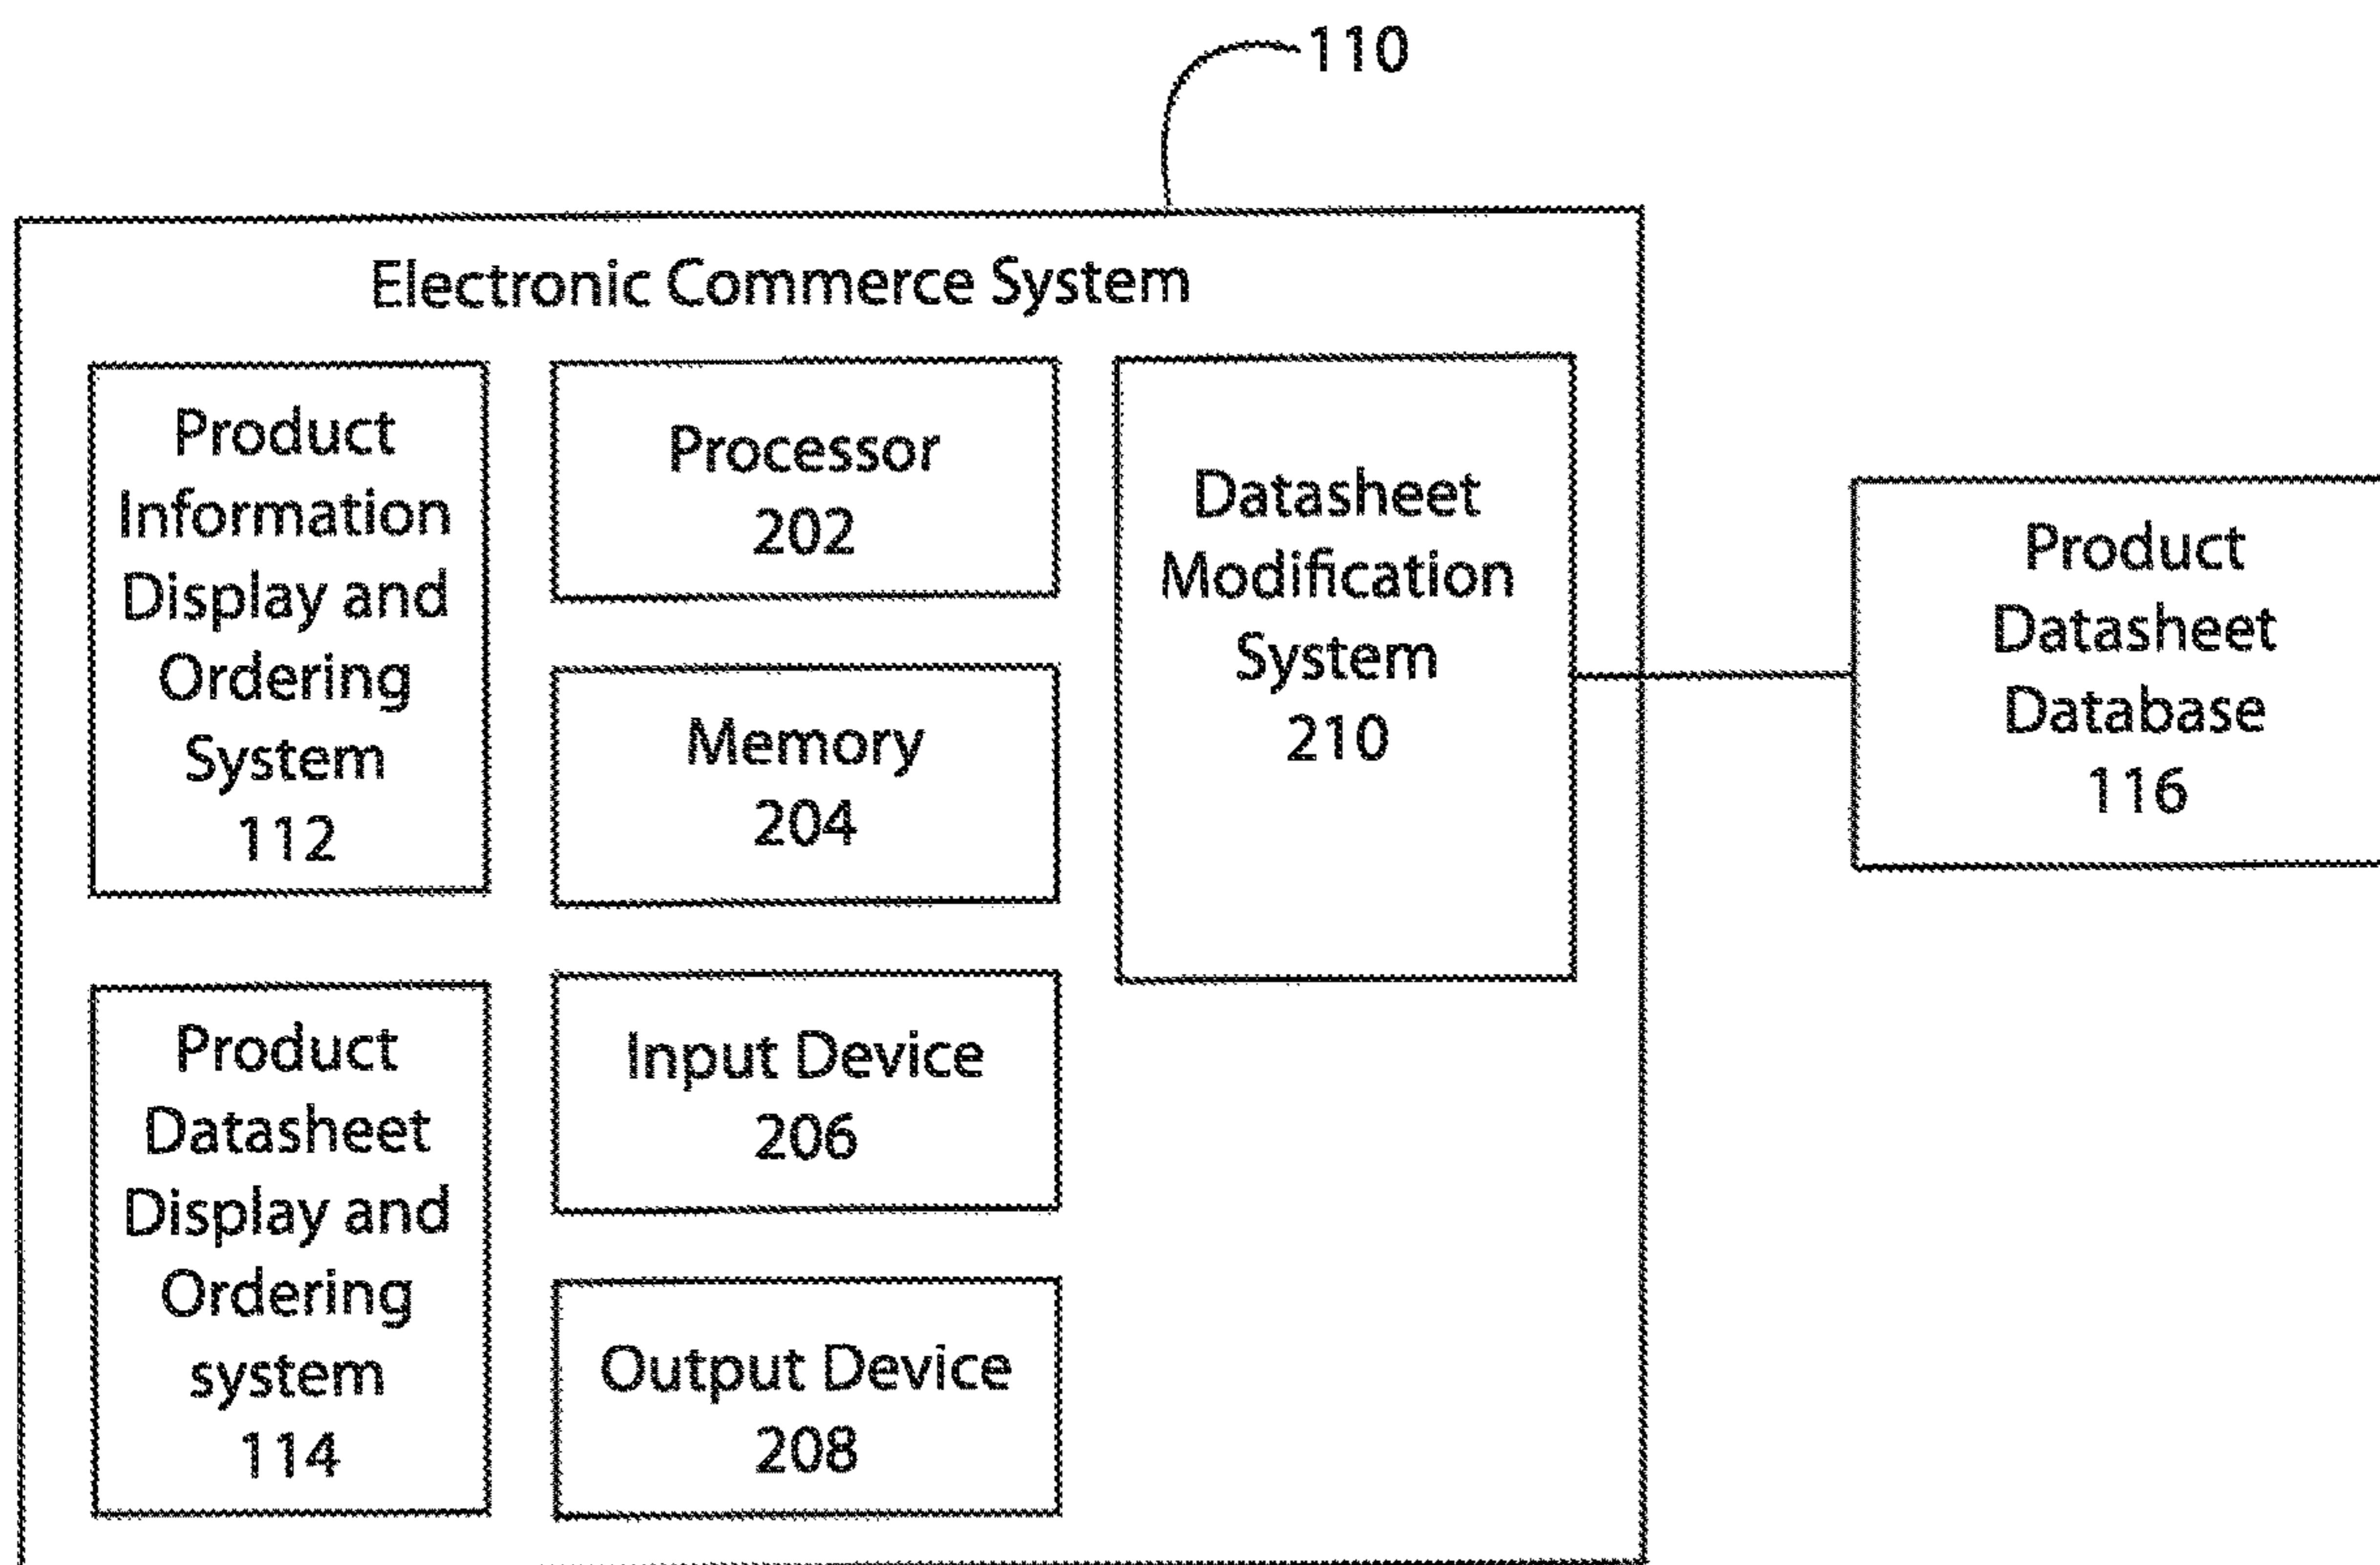 110
Electronic Commerce System
Product
Information
Display and
Ordering
System
112
Processor
202
Memory
204
Input Device
206
Output Device
208
Datasheet
Modification
System
210
Product
Datasheet
Display and
Ordering
system
114
Product
Datasheet
Database
116